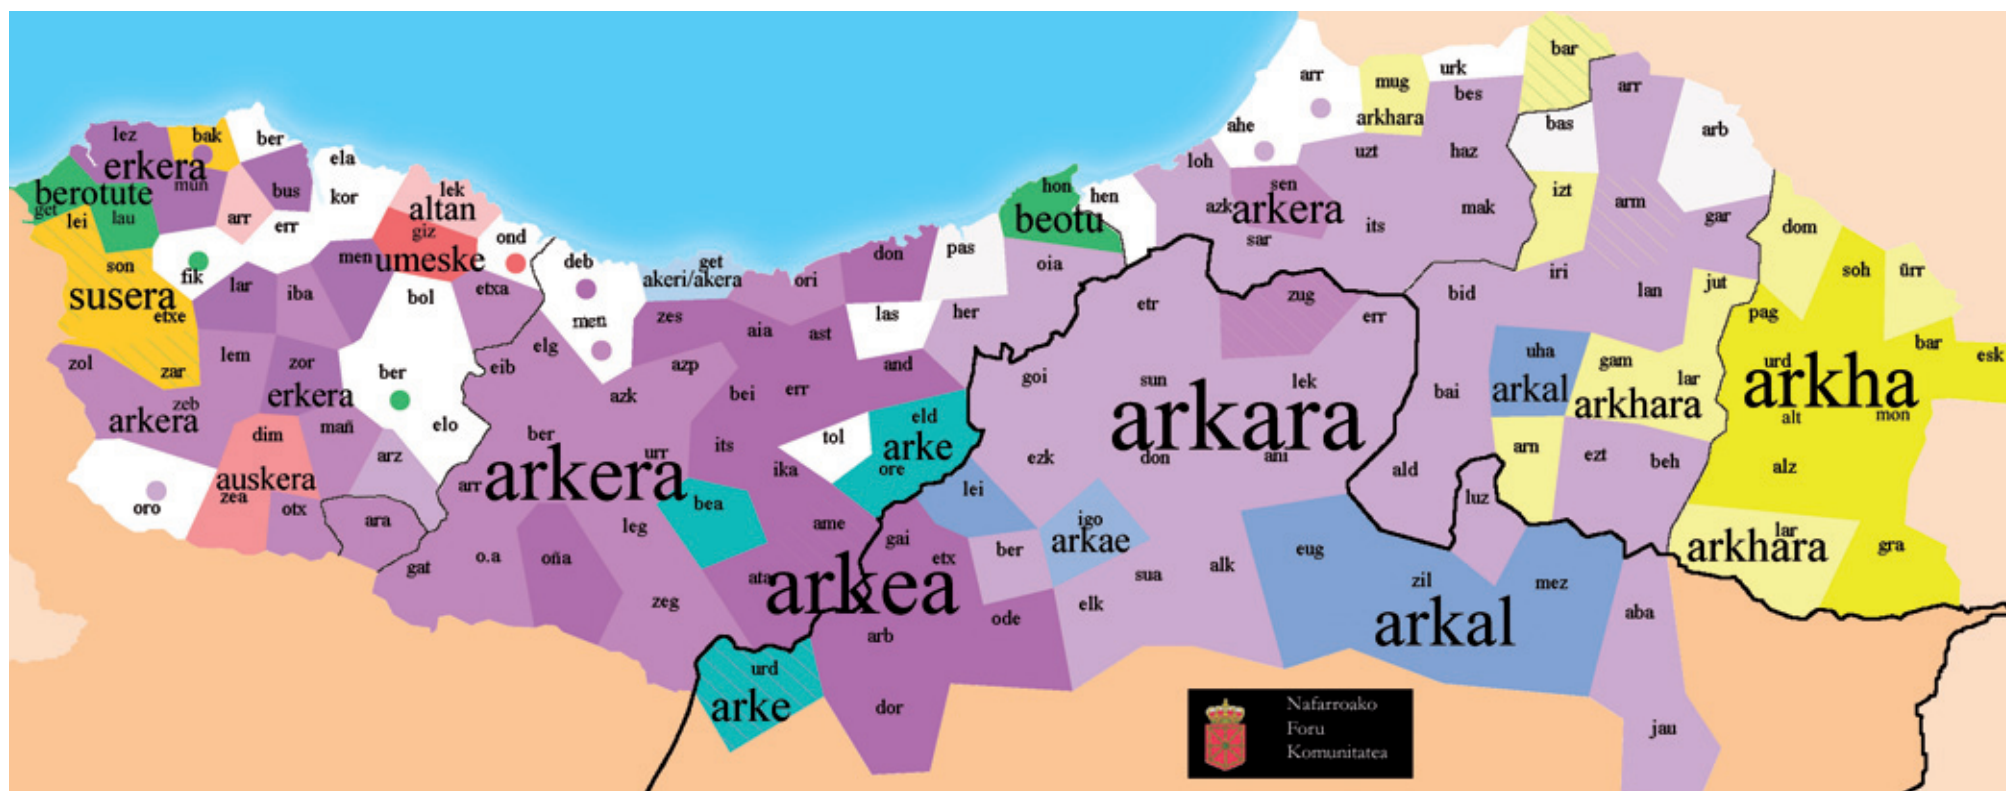 bar
arr
urk
mug
arr
bes
arkhara
ahe
bas
arb
lez
bak
ber
erkera
ela
loh
uzt
haz
mun
bus
kor
lek
altan
hon
hen
sen
izt
berotute
get
lei
lau
arr
err
giz
beotu
azk
arkera
its
mak
arm
gar
dom
ond
sar
son
fik
men
umeske
deb
get
akeri/akera
ori
don
pas
oia
iri
soh
ürr
susera
etxe
lar
iba
bol
etxa
men
zes
aia
ast
las
her
etr
zug
err
bid
lan
jut
pag
zol
zar
lem
zor
ber
eib
elg
azp
and
uha
gam
bar
esk
zeb
erkera
azk
bei
err
goi
sun
lek
bai
arkal
lar
arkhara
urd
arkha
arkera
dim
mañ
elo
ber
its
tol
eld
arke
arkara
alt
mon
auskera
zea
arz
urr
arkera
ika
ore
ezk
don
ani
ald
arn
ezt
beh
alz
oro
otx
ara
arr
bea
lei
luz
leg
ame
gai
igo
arkae
lar
arkhara
gra
gat
o.a
oña
etx
ber
eug
ata
arkea
sua
alk
zil
mez
zeg
arb
ode
elk
arkal
aba
urd
arke
dor
jau
Nafarroako
Foru
Komunitatea